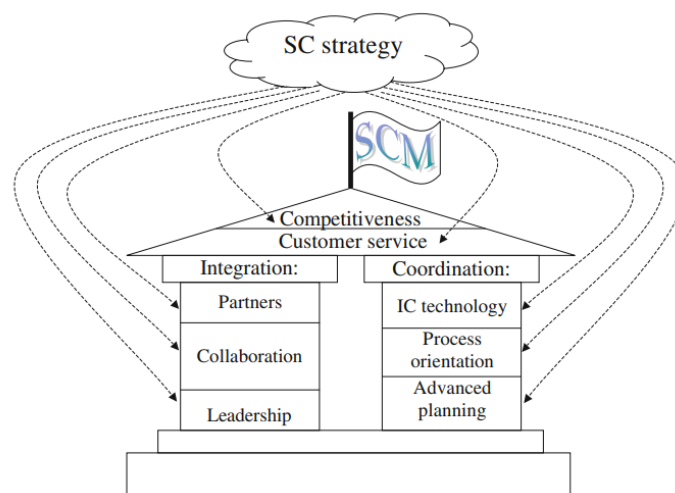 SC strategy
SCM
Competitiveness
Customer service
Integration:
Partners
Collaboration
Leadership
Coordination:
IC technology
Process
orientation
Advanced
planning